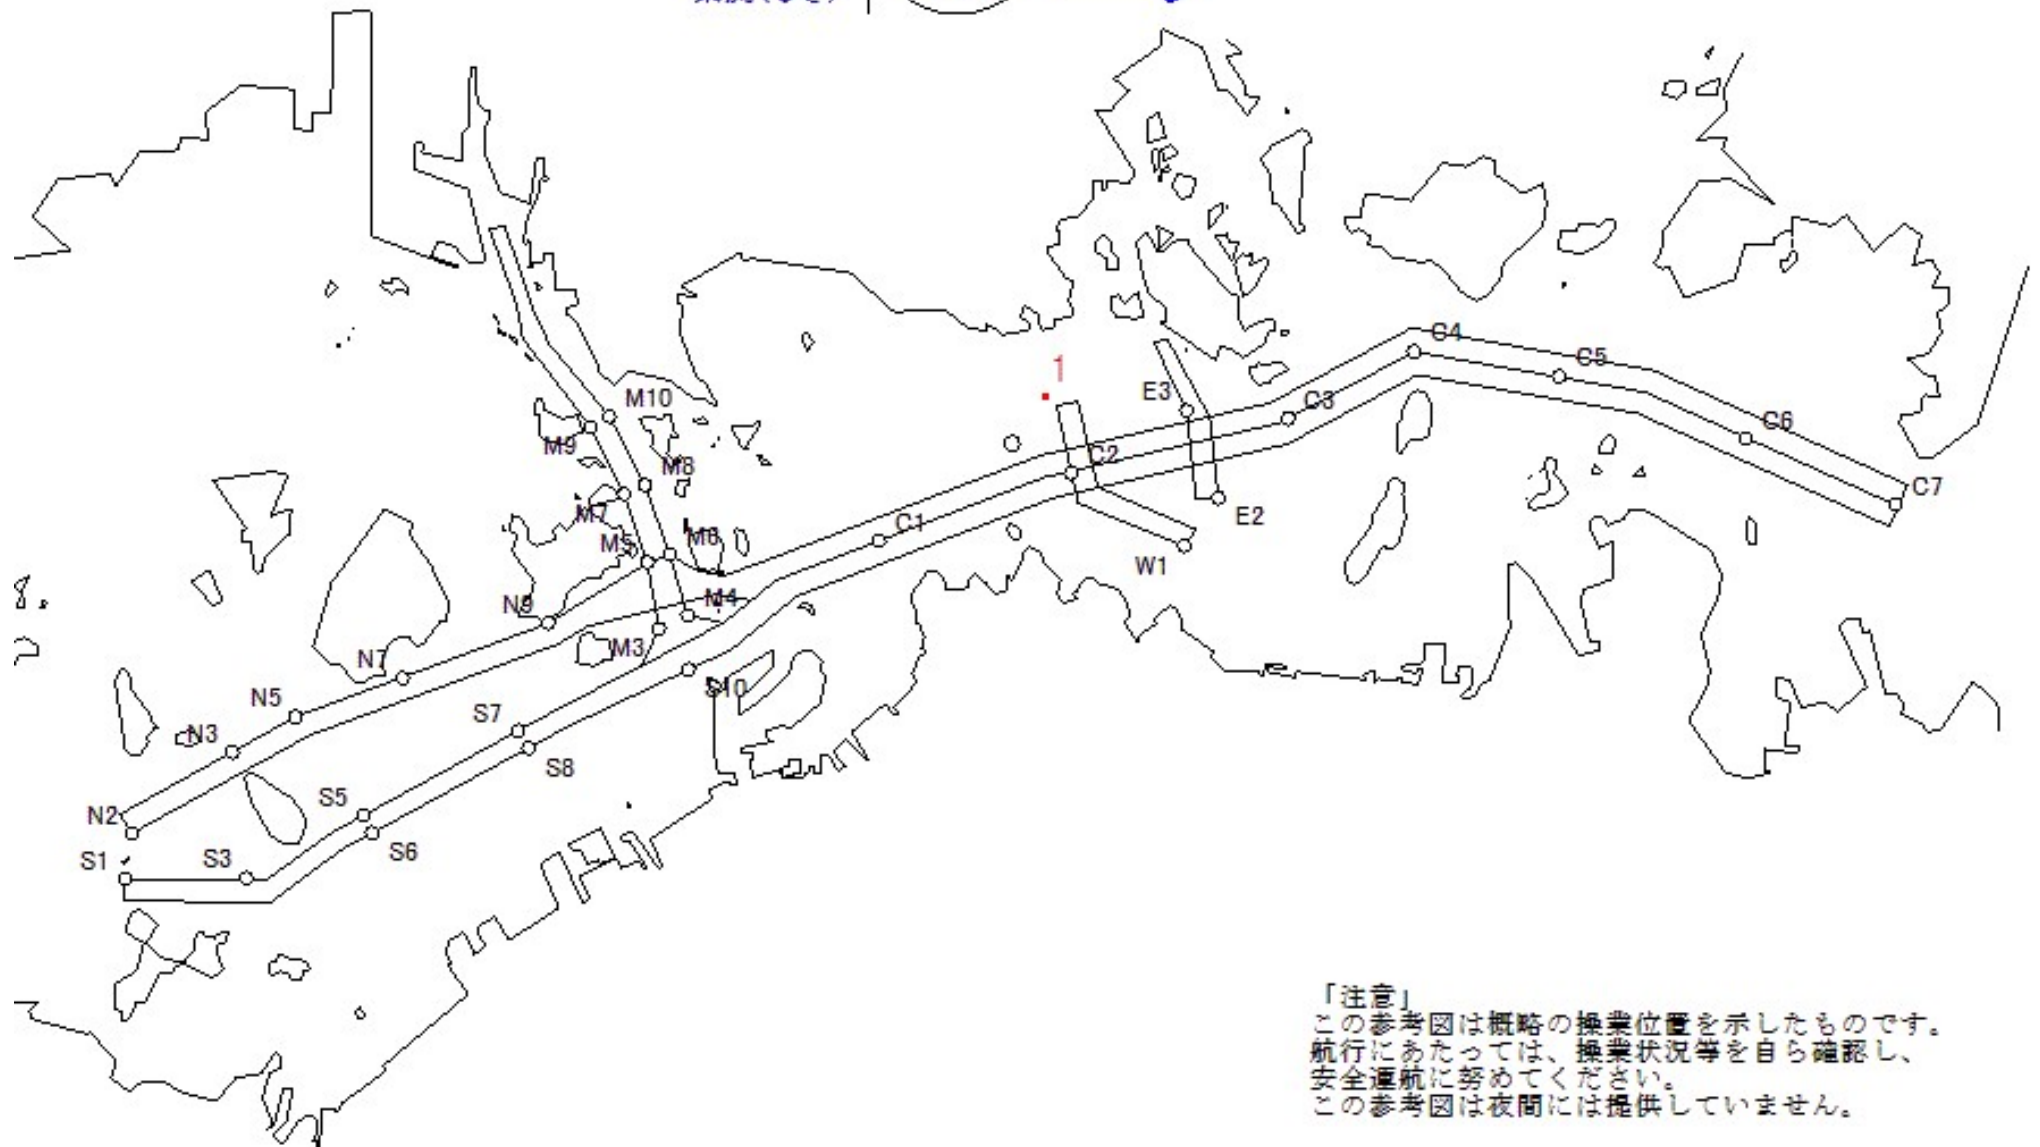 1
C4
C5
E3
M10
C3
C6
M9
C2
M8
C7
M7
E2
C1
M5
M6
W1
N9
M4
M3
N7
S10
N5
S7
N3
S8
S5
N2
S6
S1
S3
「注意」
この参考図は概略の操業位置を示したものです。
航行にあたっては、操業状況等を自ら確認し、
安全運航に努めてください。
この参考図は夜間には提供していません。